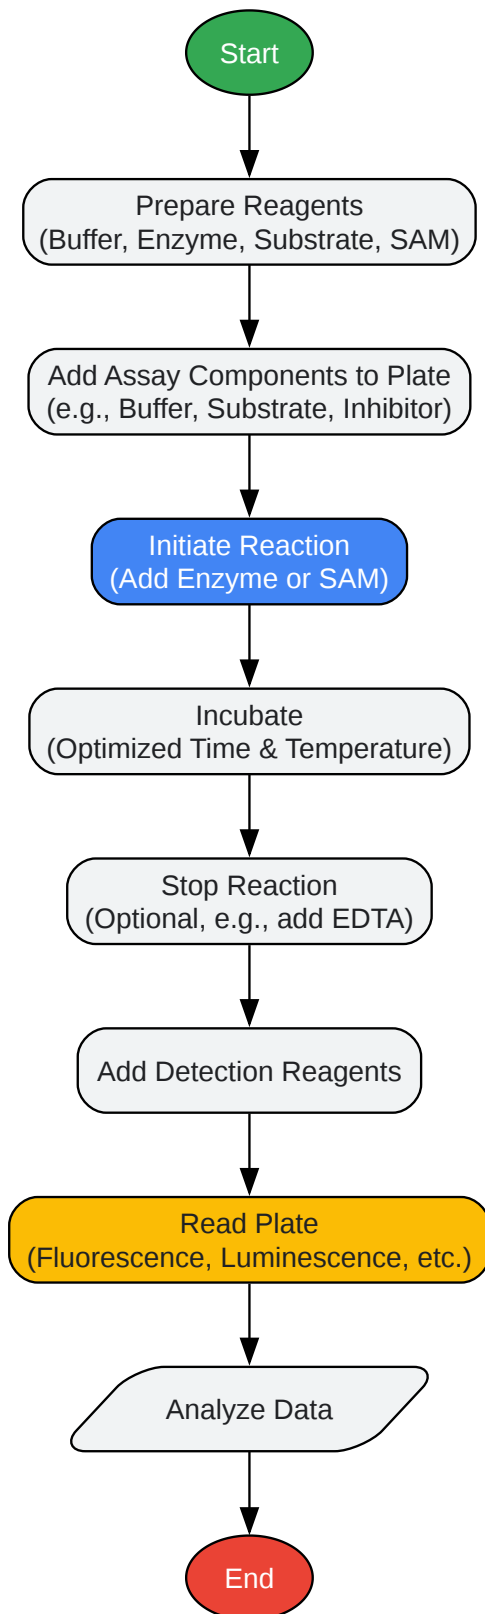 Start
Prepare Reagents
(Buffer, Enzyme, Substrate, SAM)
Add Assay Components to Plate
(e.g., Buffer, Substrate, Inhibitor)
Initiate Reaction
(Add Enzyme or SAM)
Incubate
(Optimized Time & Temperature)
Stop Reaction
(Optional, e.g., add EDTA)
Add Detection Reagents
Read Plate
(Fluorescence, Luminescence, etc.)
Analyze Data
End